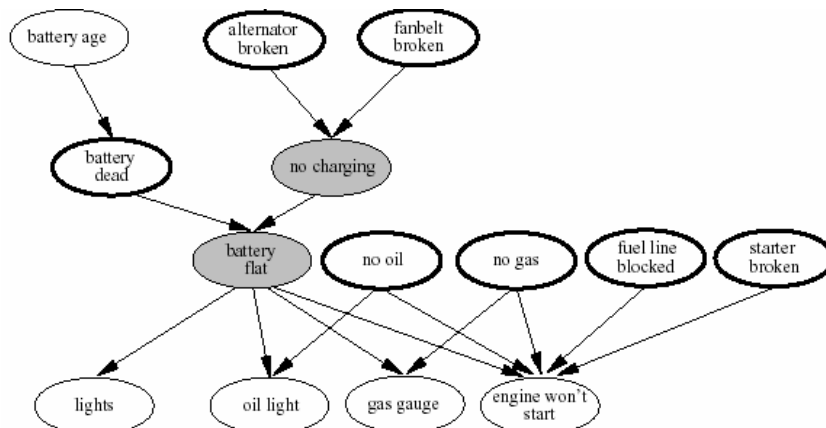 battery age
alternator
broken
fanbelt
broken
battery
dead
no charging
battery
flat
no oil
no gas
fuel line
blocked
starter
broken
lights
oil light
gas gauge
engine won't
start